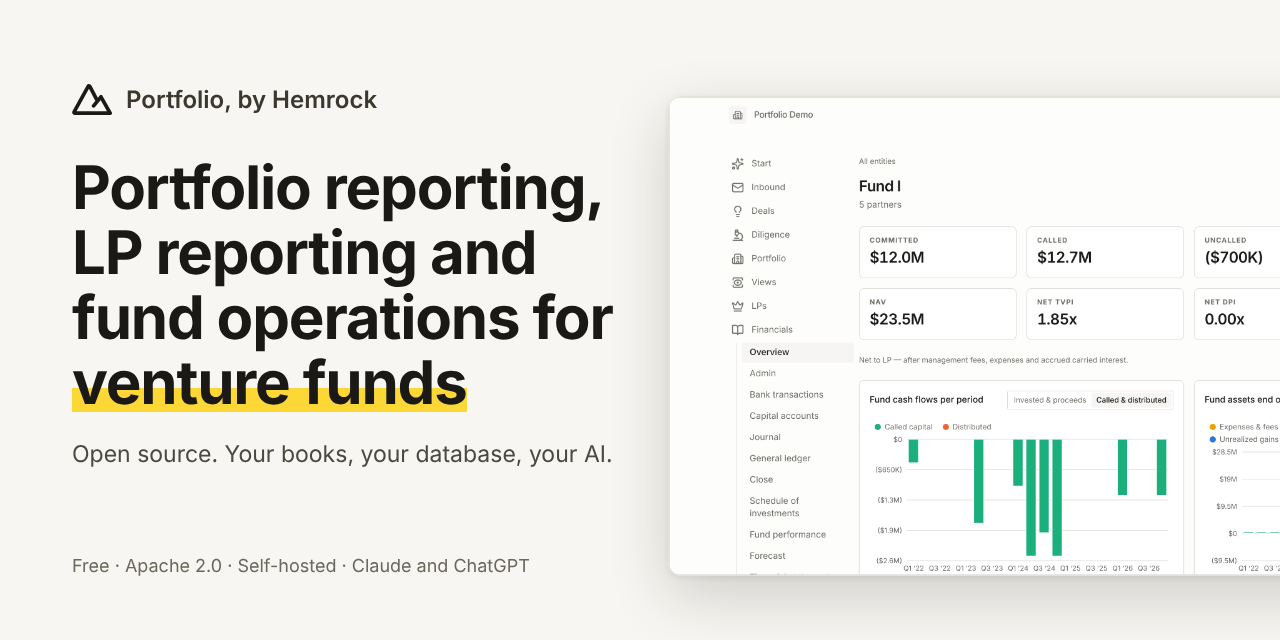 Portfolio, by Hemrock
Portfolio reporting,
LP reporting and
fund operations for
venture funds
Open source. Your books, your database, your AI.
Free · Apache 2.0 · Self-hosted · Claude and ChatGPT
Portfolio Demo
Start
Inbound
Deals
Diligence
Portfolio
Views
LPs
Financials
Overview
Admin
Bank transactions
Capital accounts
Journal
General ledger
Close
Schedule of
investments
Fund performance
Forecast
All entities
Fund I
5 partners
COMMITTED
$12.0M
CALLED
$12.7M
UNCALLED
($700K)
NAV
$23.5M
NET TVPI
1.85x
NET DPI
0.00x
Net to LP — after management fees, expenses and accrued carried interest.
Fund cash flows per period
Invested & proceeds Called & distributed
Called capital Distributed
$0
($650K)
($1.3M)
($1.9M)
($2.6M)
Q1 '22 Q3 '22 Q1 '23 Q3 '23 Q1 '24 Q3 '24 Q1 '25 Q3 '25 Q1 '26 Q3 '26
Fund assets end o
Expenses & fees
Unrealized gains
$28.5M
$19M
$9.5M
$0
($9.5M)
Q1 '22 Q3 '2